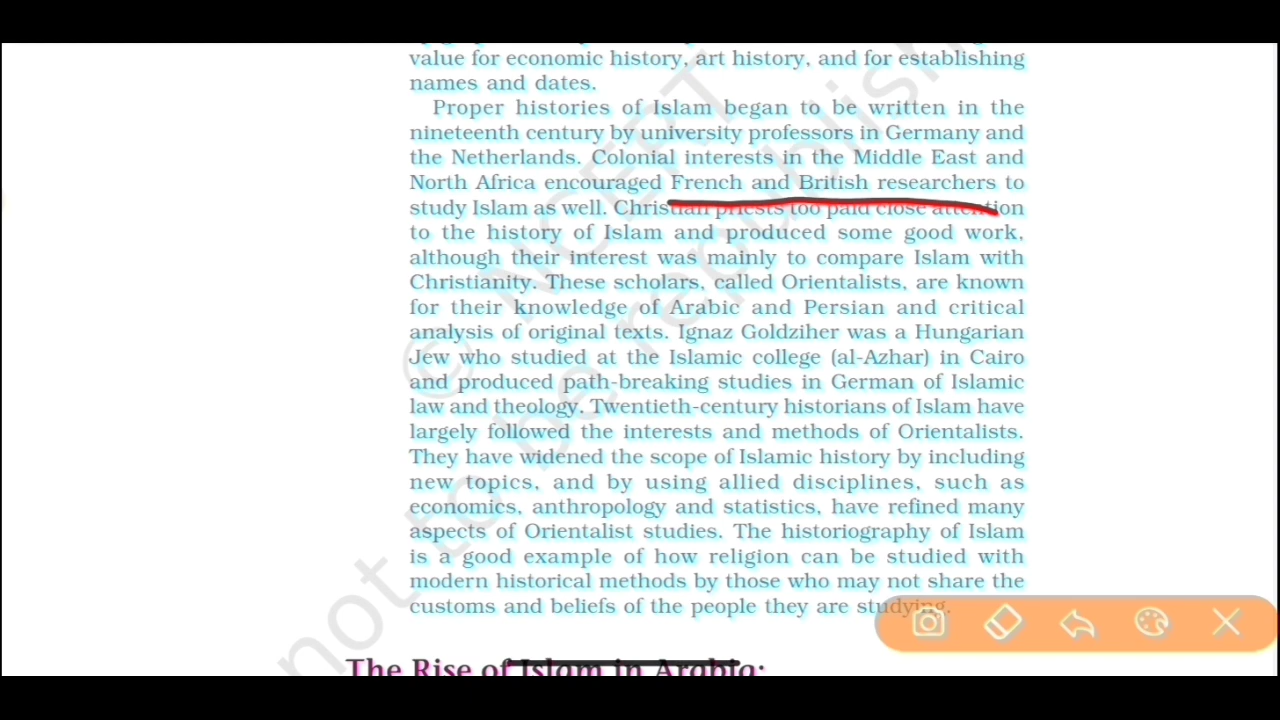 value for economic history, art history, and for establishing
names and dates.
Proper histories of Islam began to be written in the
nineteenth century by university professors in Germany and
the Netherlands. Colonial interests in the Middle East and
North Africa encouraged French and British researchers to
study Islam as well. Christian priests too paid close attention
to the history of Islam and produced some good work,
although their interest was mainly to compare Islam with
Christianity. These scholars, called Orientalists, are known
for their knowledge of Arabic and Persian and critical
analysis of original texts. Ignaz Goldziher was a Hungarian
Jew who studied at the Islamic college (al-Azhar) in Cairo
and produced path-breaking studies in German of Islamic
law and theology. Twentieth-century historians of Islam have
largely followed the interests and methods of Orientalists.
They have widened the scope of Islamic history by including
new topics, and by using allied disciplines, such as
economics, anthropology and statistics, have refined many
aspects of Orientalist studies. The historiography of Islam
is a good example of how religion can be studied with
modern historical methods by those who may not share the
customs and beliefs of the people they are studying.
The Rise of Islam in Arabia:
© NCERT
not to be republish